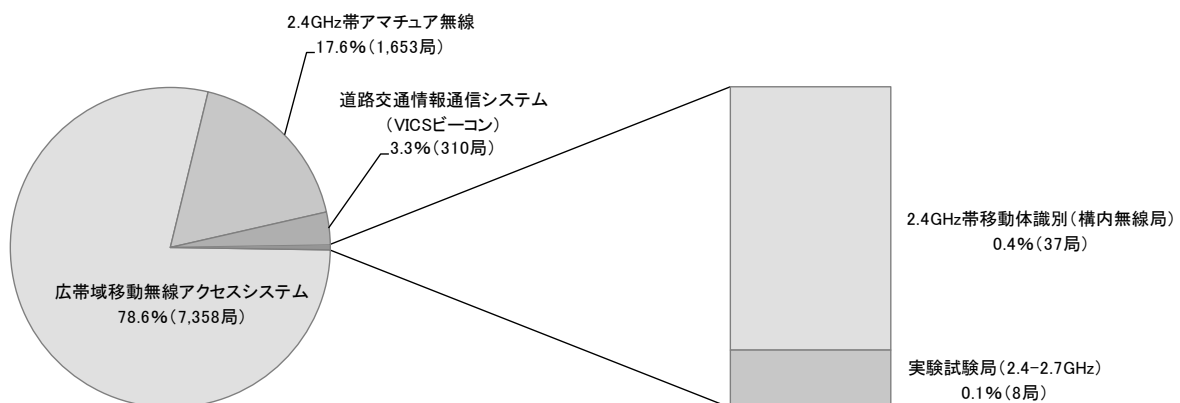 2.4GHz帯アマチュア無線
17.6%(1,653局)
道路交通情報通信システム
(VICSビーコン)
3.3%(310局)
広帯域移動無線アクセスシステム
78.6%(7,358局)
2.4GHz帯移動体識別(構内無線局)
0.4%(37局)
実験試験局(2.4-2.7GHz)
0.1%(8局)